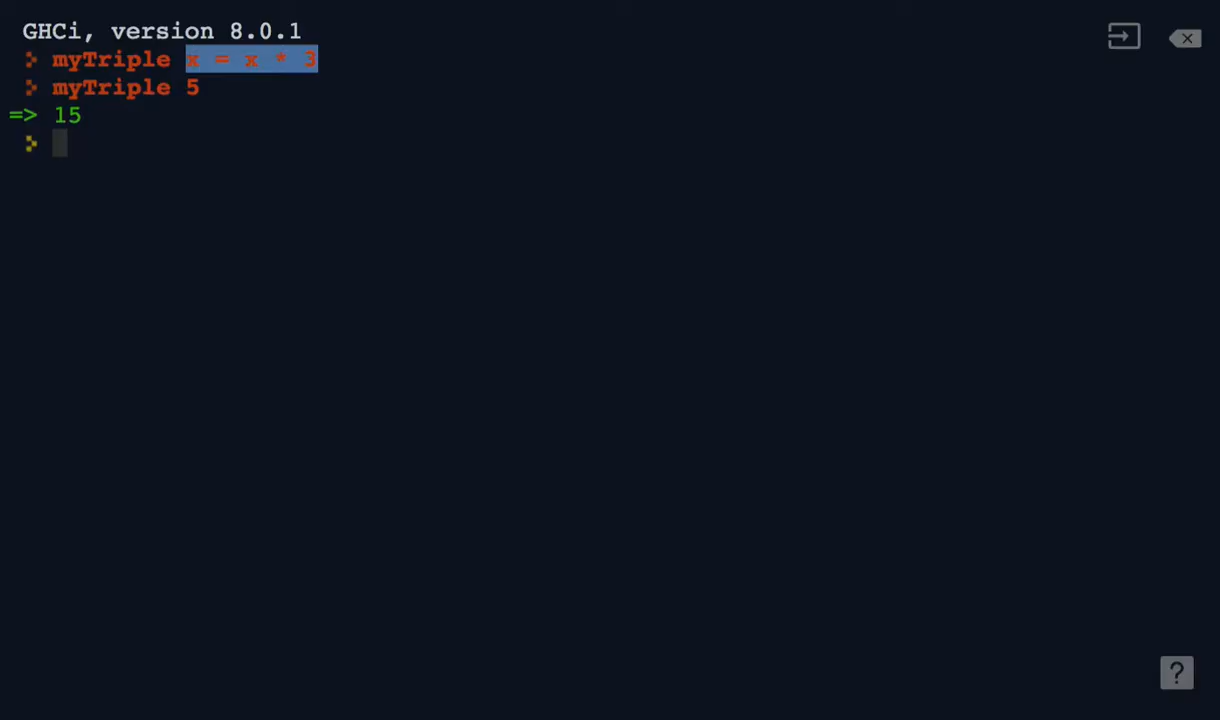 GHCi, version 8.0.1
myTriple x = x * 3
myTriple 5
=> 15
?